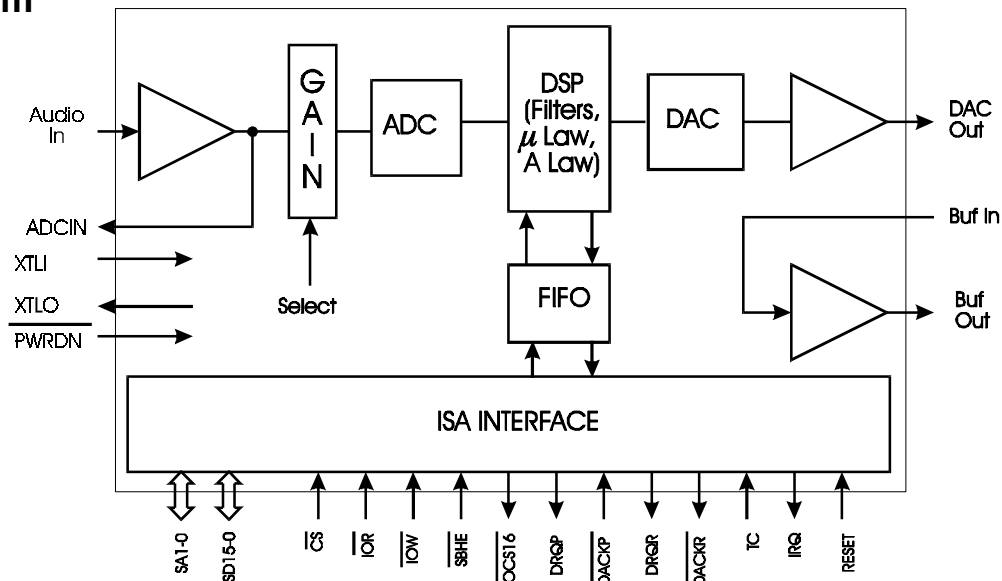 m
Audio
In
ADCIN
XTLI
XTLO
PWRDN
G
A
I
N
Select
ADC
DSP
(Filters,
μ Law,
A Law)
DAC
DAC
Out
Buf In
Buf
Out
FIFO
ISA INTERFACE
SA1-0
SD15-0
CS
IOR
IOW
SBHE
IOCS16
DRQP
DACKP
DRQR
DACKR
TC
IRQ
RESET